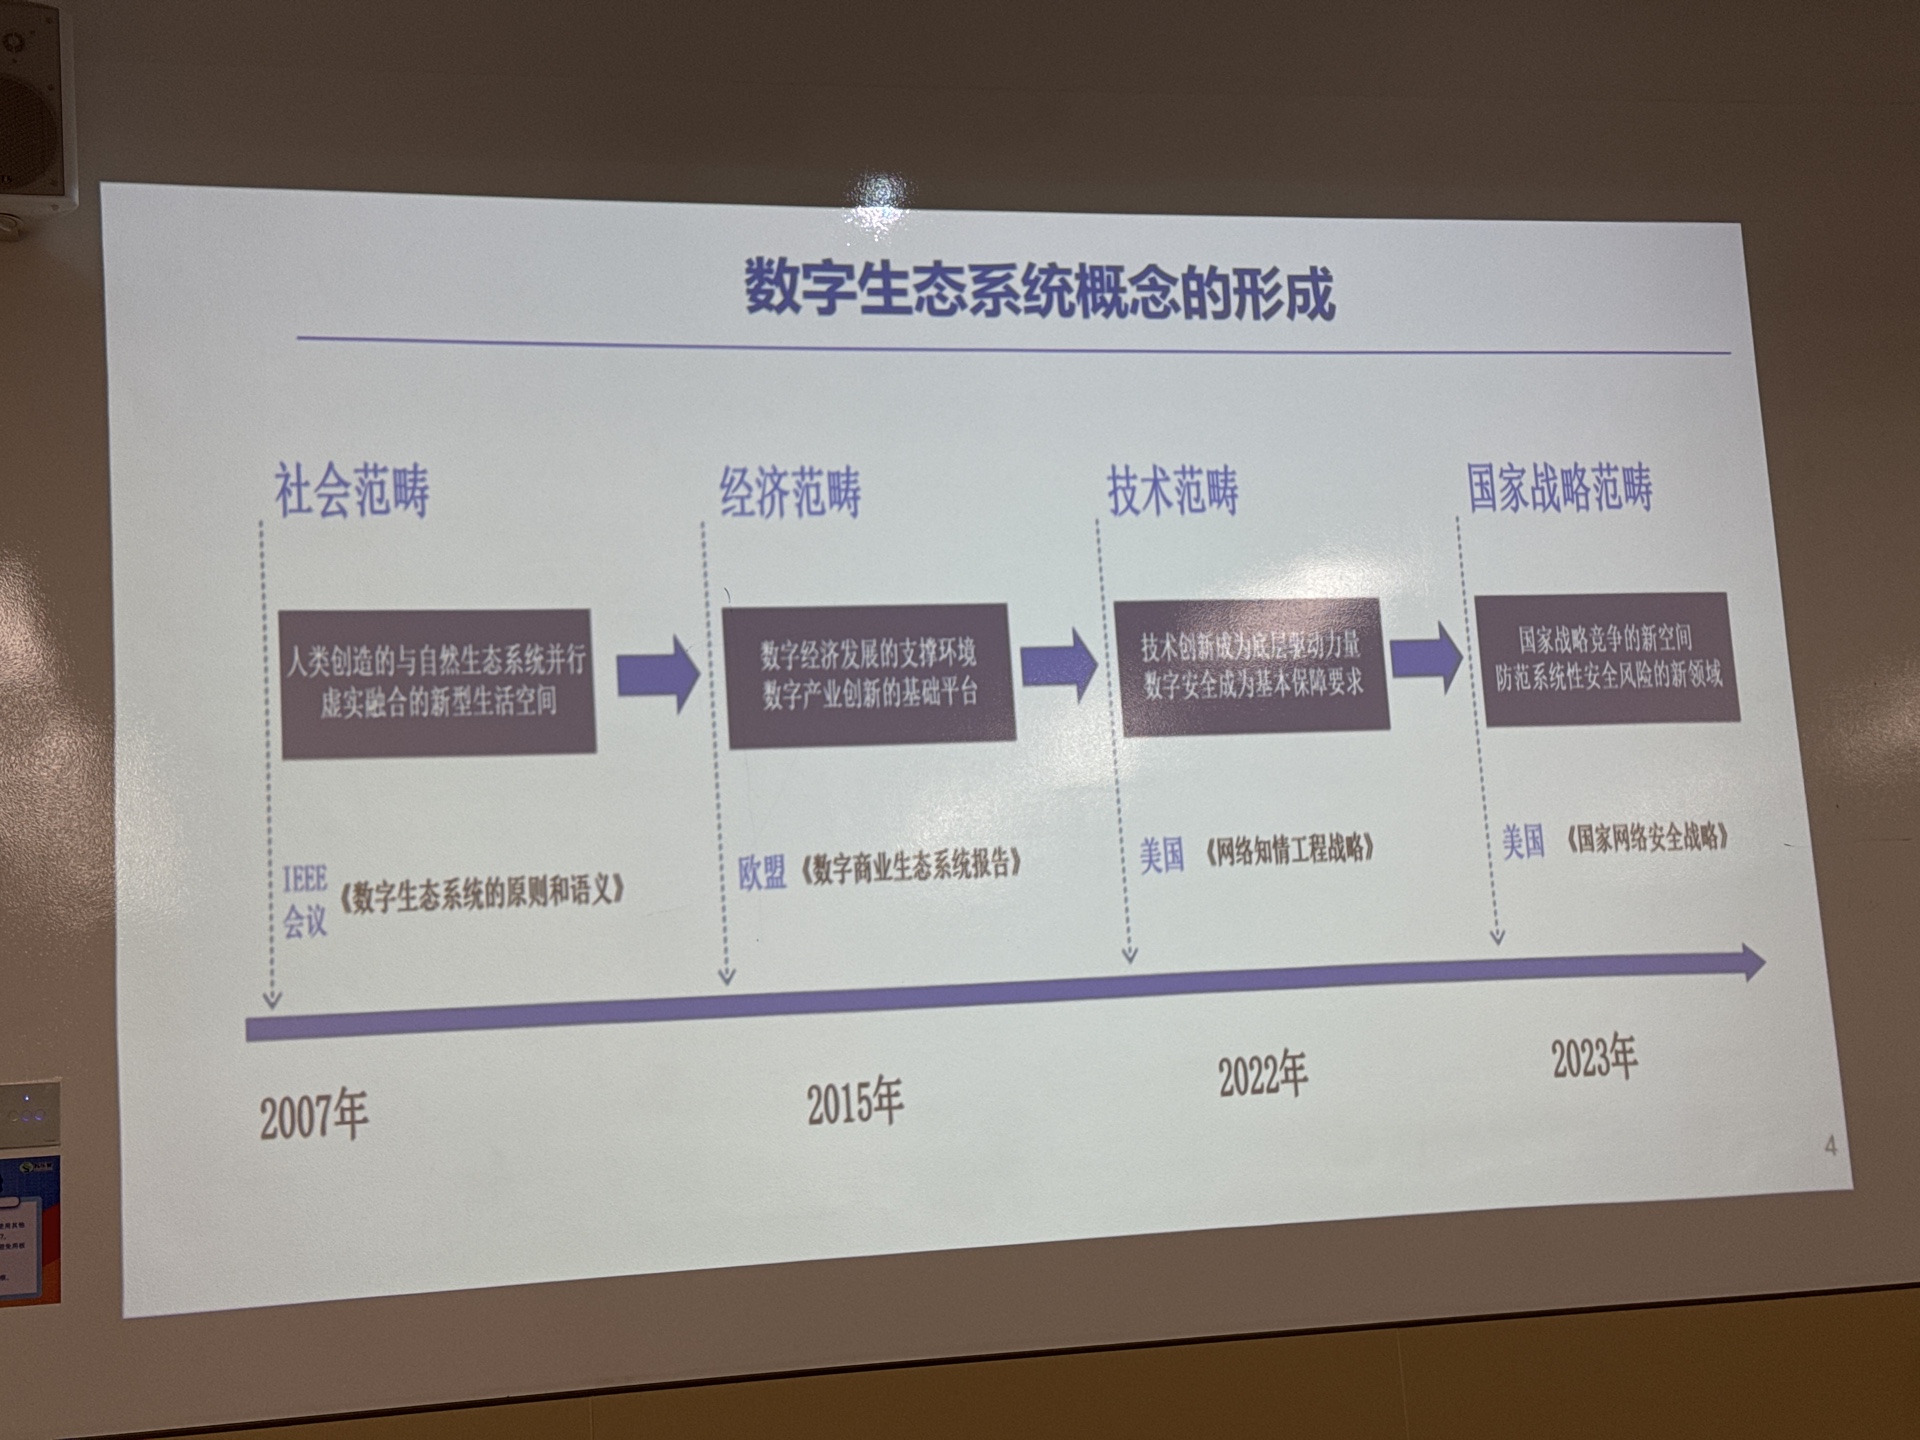 数字生态系统概念的形成
社会范畴
经济范畴
技术范畴
国家战略范畴
人类创造的与自然生态系统并行
虚实融合的新型生活空间
数字经济发展的支撑环境
数字产业创新的基础平台
技术创新成为底层驱动力量
数字安全成为基本保障要求
国家战略竞争的新空间
防范系统性安全风险的新领域
IEEE
会议
《数字生态系统的原则和语义》
欧盟 《数字商业生态系统报告》
美国 《网络知情工程战略》
美国 《国家网络安全战略》
2007年
2015年
2022年
2023年
4